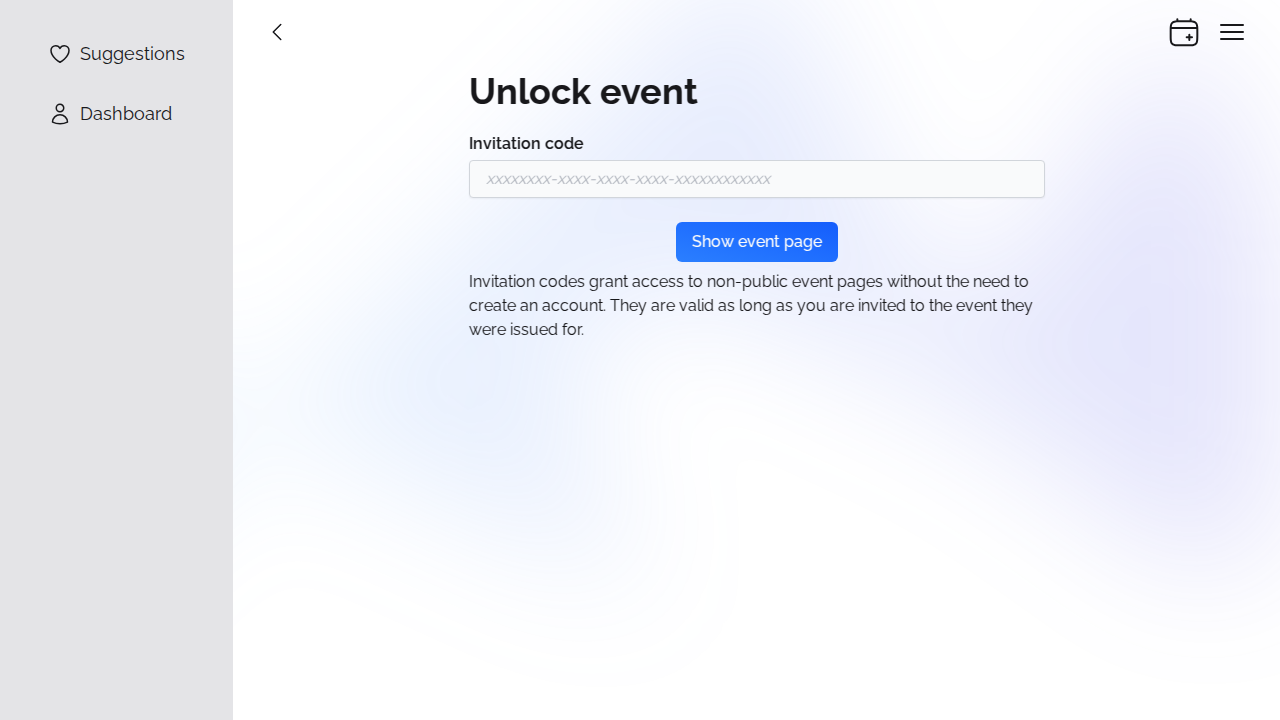 Suggestions
Dashboard
Unlock event
Invitation code
xxxxxxxx-xxxx-xxxx-xxxx-xxxxxxxxxxxx
Show event page
Invitation codes grant access to non-public event pages without the need to
create an account. They are valid as long as you are invited to the event they
were issued for.